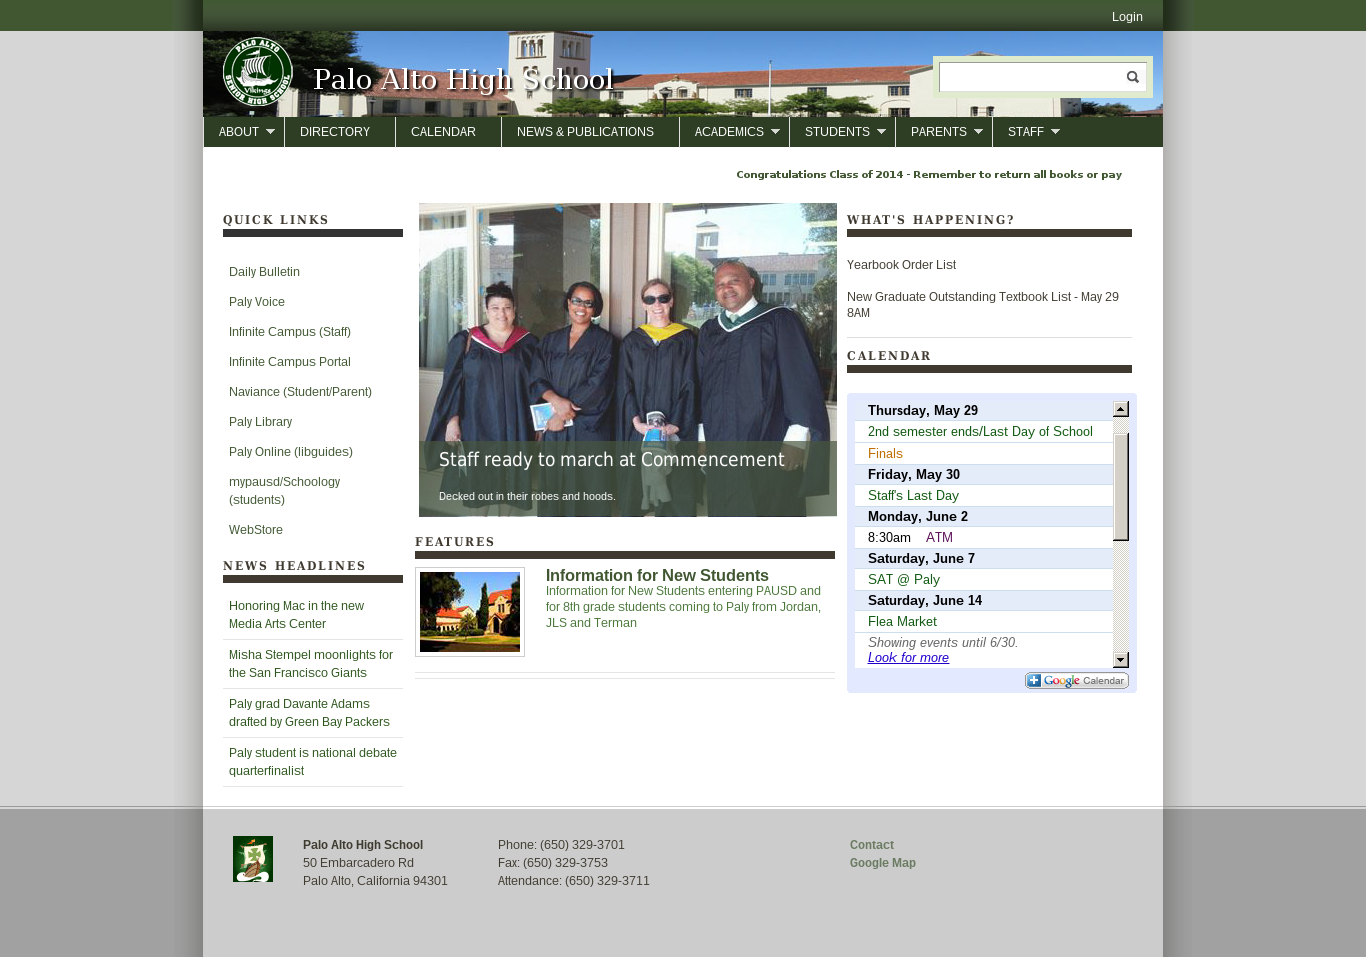 Login
PALO ALTO
Vikings
SENIOR HIGH SCHOOL
Palo Alto High School
ABOUT
DIRECTORY
CALENDAR
NEWS & PUBLICATIONS
ACADEMICS
STUDENTS
PARENTS
STAFF
Congratulations Class of 2014 - Remember to return all books or pay
QUICK LINKS
Daily Bulletin
Paly Voice
Infinite Campus (Staff)
Infinite Campus Portal
Naviance (Student/Parent)
Paly Library
Paly Online (libguides)
mypausd/Schoology
(students)
WebStore
NEWS HEADLINES
Honoring Mac in the new
Media Arts Center
Misha Stempel moonlights for
the San Francisco Giants
Paly grad Davante Adams
drafted by Green Bay Packers
Paly student is national debate
quarterfinalist
Staff ready to march at Commencement
Decked out in their robes and hoods.
FEATURES
Information for New Students
Information for New Students entering PAUSD and
for 8th grade students coming to Paly from Jordan,
JLS and Terman
WHAT'S HAPPENING?
Yearbook Order List
New Graduate Outstanding Textbook List - May 29
8AM
CALENDAR
Thursday, May 29
2nd semester ends/Last Day of School
Finals
Friday, May 30
Staff's Last Day
Monday, June 2
8:30am ATM
Saturday, June 7
SAT @ Paly
Saturday, June 14
Flea Market
Showing events until 6/30.
Look for more
Google Calendar
Palo Alto High School
50 Embarcadero Rd
Palo Alto, California 94301
Phone: (650) 329-3701
Fax: (650) 329-3753
Attendance: (650) 329-3711
Contact
Google Map